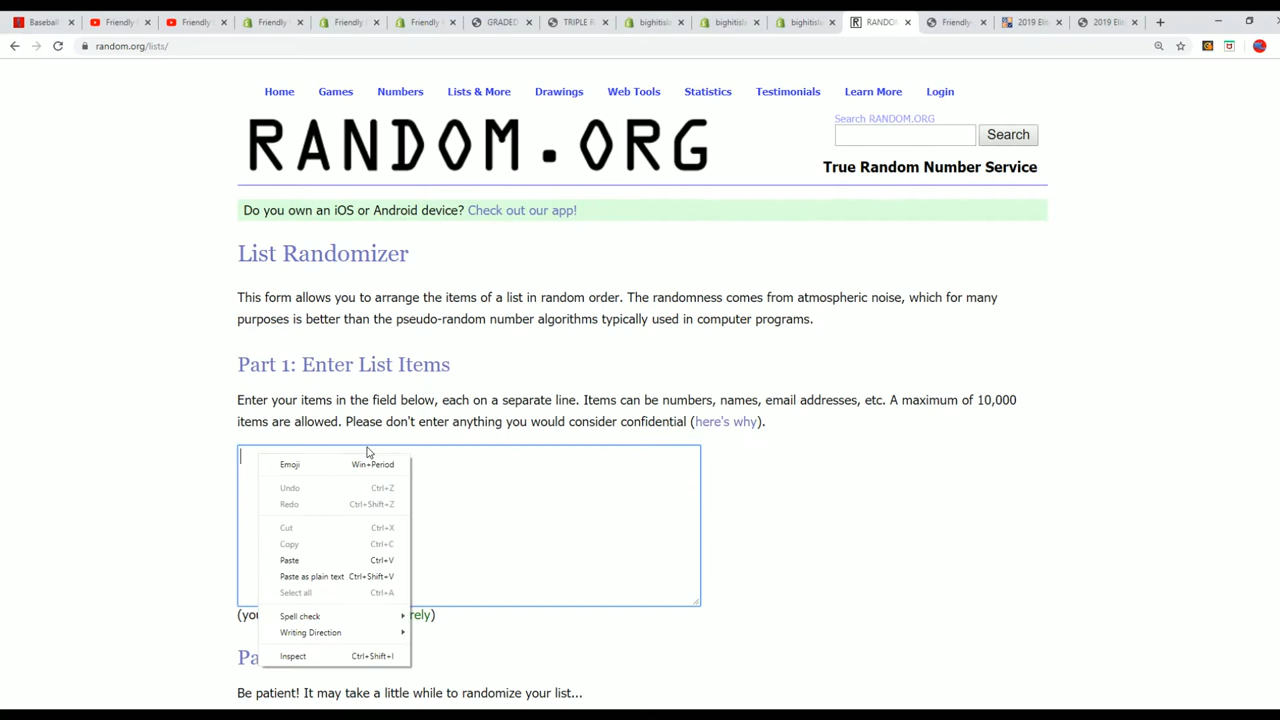 Baseball
Friendly
Friendly
Friendly
Friendly
Friendly
GRADED
TRIPLE R
bighitisla
bighitisla
bighitisla
RANDOM
Friendly
2019 Elit
2019 Elit
random.org/lists/
Home Games Numbers Lists & More Drawings Web Tools Statistics Testimonials Learn More Login
RANDOM.ORG
Search RANDOM.ORG
Search
True Random Number Service
Do you own an iOS or Android device? Check out our app!
List Randomizer
This form allows you to arrange the items of a list in random order. The randomness comes from atmospheric noise, which for many
purposes is better than the pseudo-random number algorithms typically used in computer programs.
Part 1: Enter List Items
Enter your items in the field below, each on a separate line. Items can be numbers, names, email addresses, etc. A maximum of 10,000
items are allowed. Please don't enter anything you would consider confidential (here's why).
Emoji Win+Period
Undo Ctrl+Z
Redo Ctrl+Shift+Z
Cut Ctrl+X
Copy Ctrl+C
Paste Ctrl+V
Paste as plain text Ctrl+Shift+V
Select all Ctrl+A
(you rely)
Spell check
Writing Direction
Inspect Ctrl+Shift+I
Pa
Be patient! It may take a little while to randomize your list...